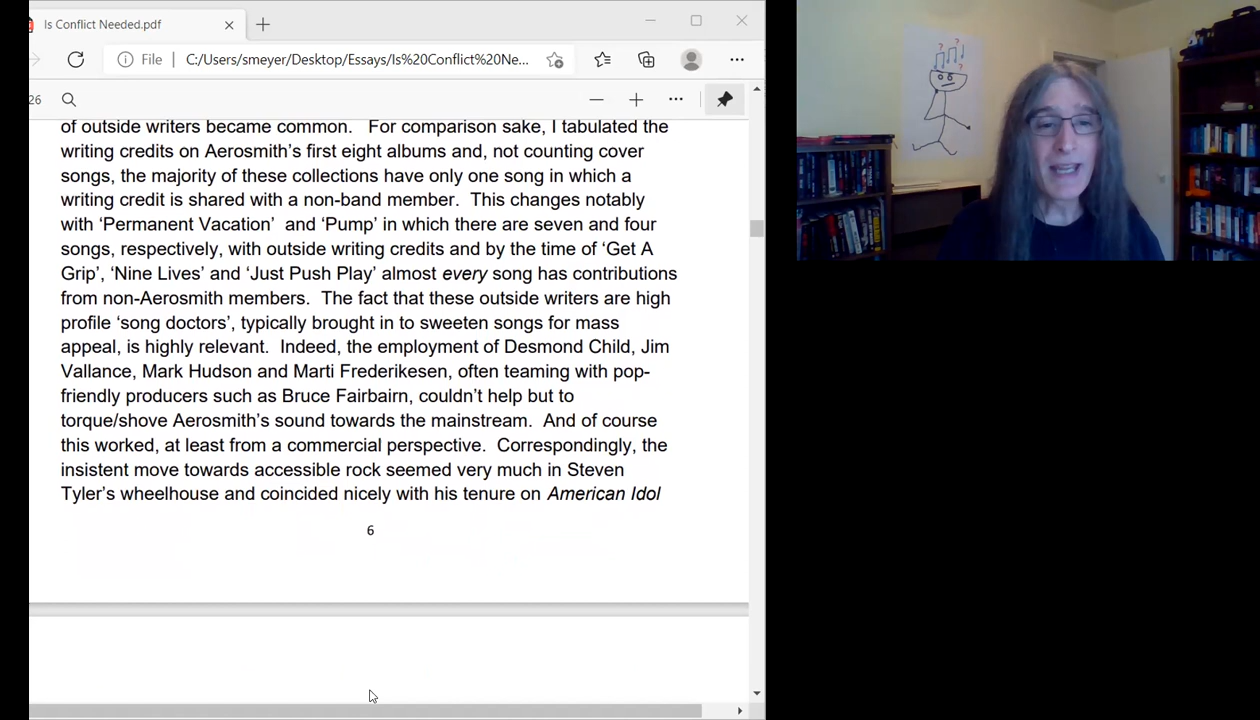 Is Conflict Needed.pdf
File
C:/Users/smeyer/Desktop/Essays/Is%20Conflict%20Ne...
26
of outside writers became common. For comparison sake, I tabulated the
writing credits on Aerosmith's first eight albums and, not counting cover
songs, the majority of these collections have only one song in which a
writing credit is shared with a non-band member. This changes notably
with ‘Permanent Vacation’ and ‘Pump’ in which there are seven and four
songs, respectively, with outside writing credits and by the time of ‘Get A
Grip’, ‘Nine Lives’ and ‘Just Push Play’ almost every song has contributions
from non-Aerosmith members. The fact that these outside writers are high
profile ‘song doctors’, typically brought in to sweeten songs for mass
appeal, is highly relevant. Indeed, the employment of Desmond Child, Jim
Vallance, Mark Hudson and Marti Frederikesen, often teaming with pop-
friendly producers such as Bruce Fairbairn, couldn't help but to
torque/shove Aerosmith's sound towards the mainstream. And of course
this worked, at least from a commercial perspective. Correspondingly, the
insistent move towards accessible rock seemed very much in Steven
Tyler's wheelhouse and coincided nicely with his tenure on American Idol
6
? ?
?